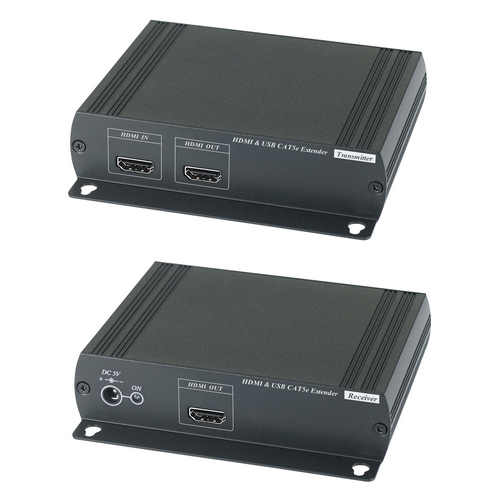 HDMI IN
HDMI OUT
HDMI & USB CAT5e Extender
Transmitter
DC 5V
+ -
ON
HDMI OUT
HDMI & USB CAT5e Extender
Receiver